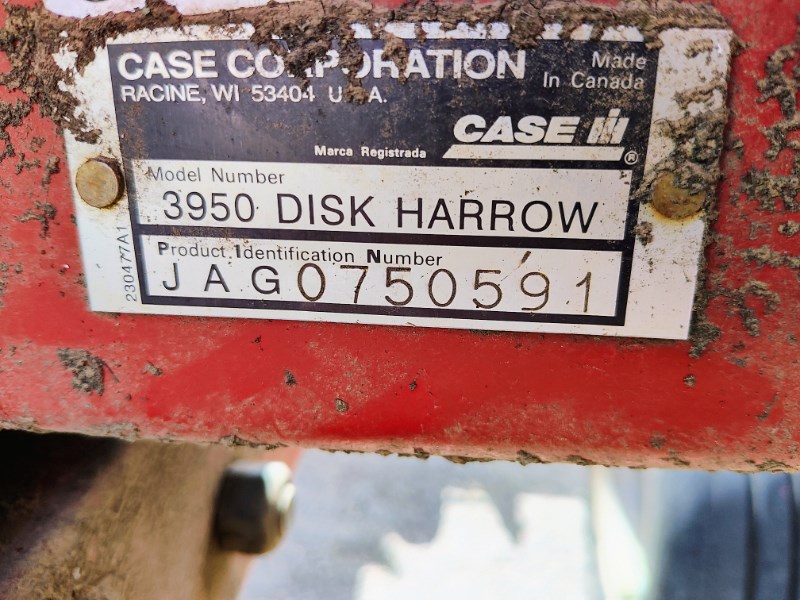 CASE CORPORATION
RACINE, WI 53404 U.S.A.
Made
In Canada
CASE IH®
Marca Registrada
Model Number
3950 DISK HARROW
Product Identification Number
JAG0750591
230477A1